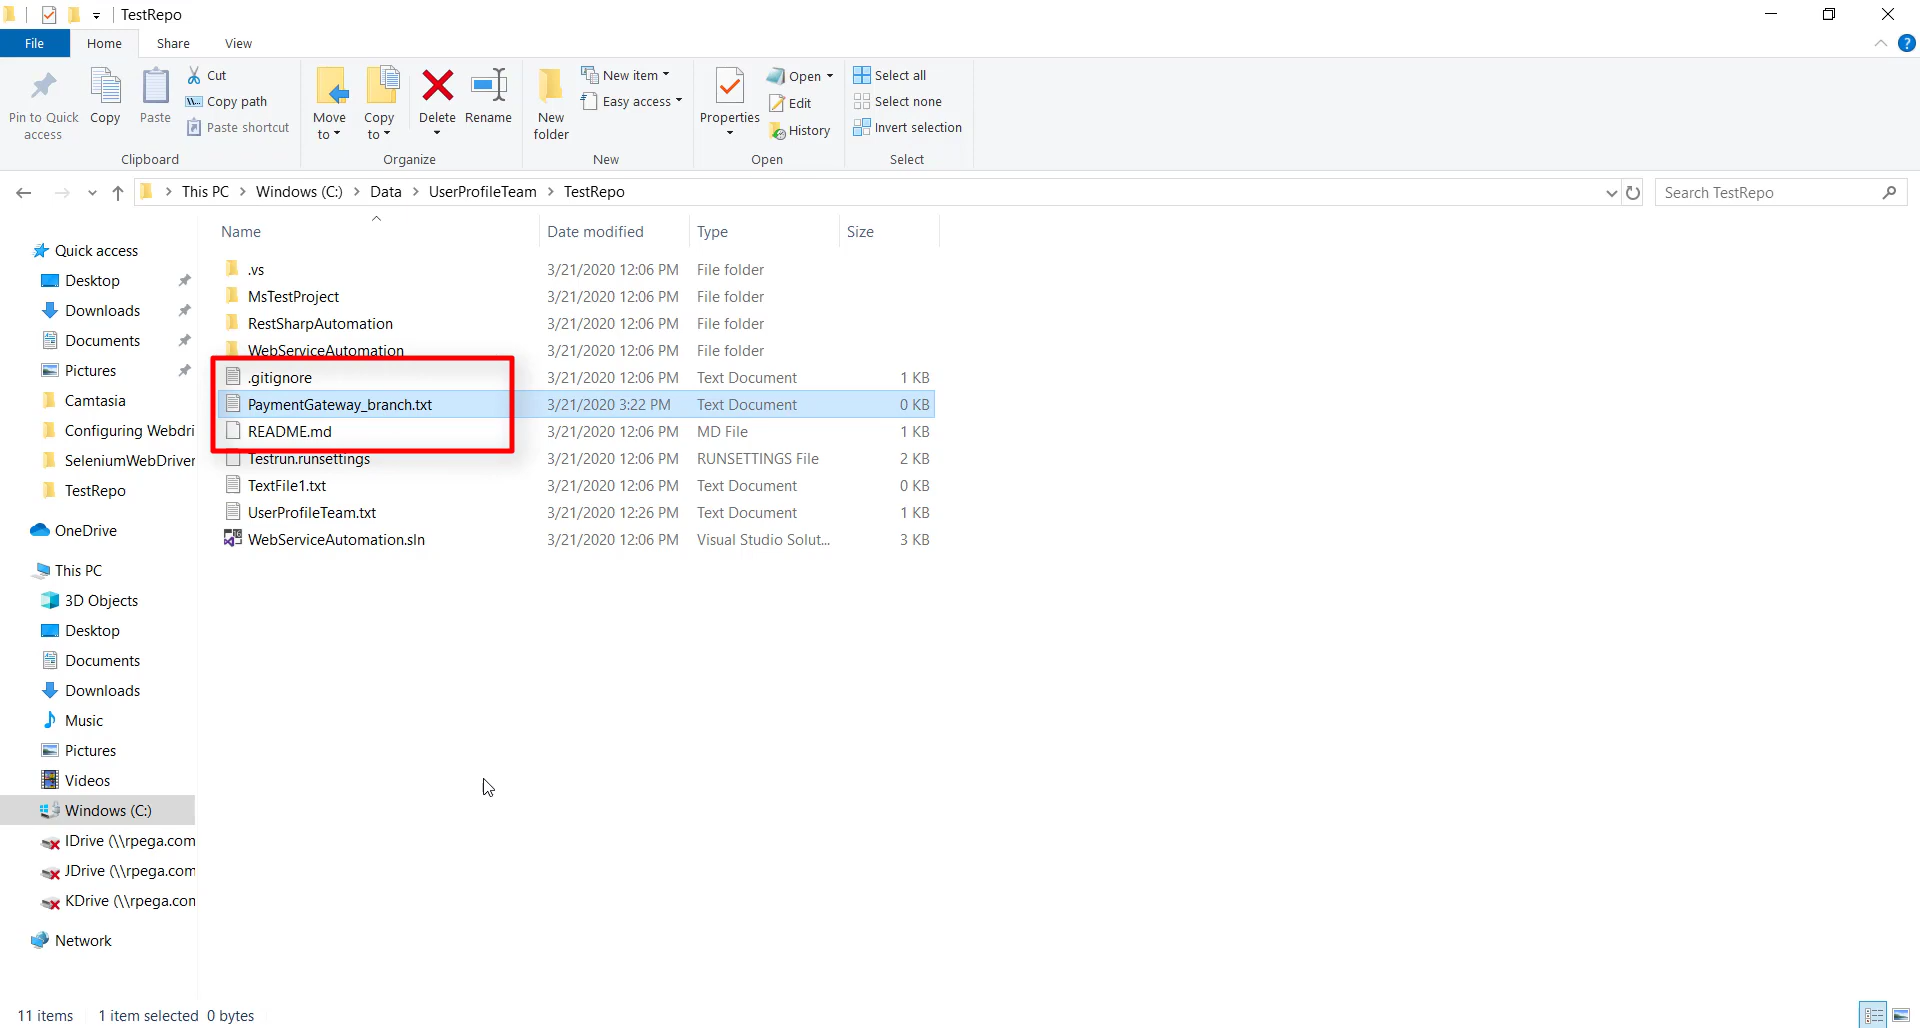 TestRepo
File Home Share View
Pin to Quick access
Copy
Paste
Cut
Copy path
Paste shortcut
Clipboard
Move to
Copy to
Delete
Rename
Organize
New folder
New item
Easy access
New
Properties
Open
Edit
History
Open
Select all
Select none
Invert selection
Select
This PC > Windows (C:) > Data > UserProfileTeam > TestRepo
Search TestRepo
Name Date modified Type Size
.vs 3/21/2020 12:06 PM File folder
MsTestProject 3/21/2020 12:06 PM File folder
RestSharpAutomation 3/21/2020 12:06 PM File folder
WebServiceAutomation 3/21/2020 12:06 PM File folder
.gitignore 3/21/2020 12:06 PM Text Document 1 KB
PaymentGateway_branch.txt 3/21/2020 3:22 PM Text Document 0 KB
README.md 3/21/2020 12:06 PM MD File 1 KB
Testrun.runsettings 3/21/2020 12:06 PM RUNSETTINGS File 2 KB
TextFile1.txt 3/21/2020 12:06 PM Text Document 0 KB
UserProfileTeam.txt 3/21/2020 12:26 PM Text Document 1 KB
WebServiceAutomation.sln 3/21/2020 12:06 PM Visual Studio Solut... 3 KB
Quick access
Desktop
Downloads
Documents
Pictures
Camtasia
Configuring Webdri
SeleniumWebDriver
TestRepo
OneDrive
This PC
3D Objects
Desktop
Documents
Downloads
Music
Pictures
Videos
Windows (C:)
IDrive (\\rpega.com
JDrive (\\rpega.com
KDrive (\\rpega.con
Network
11 items 1 item selected 0 bytes